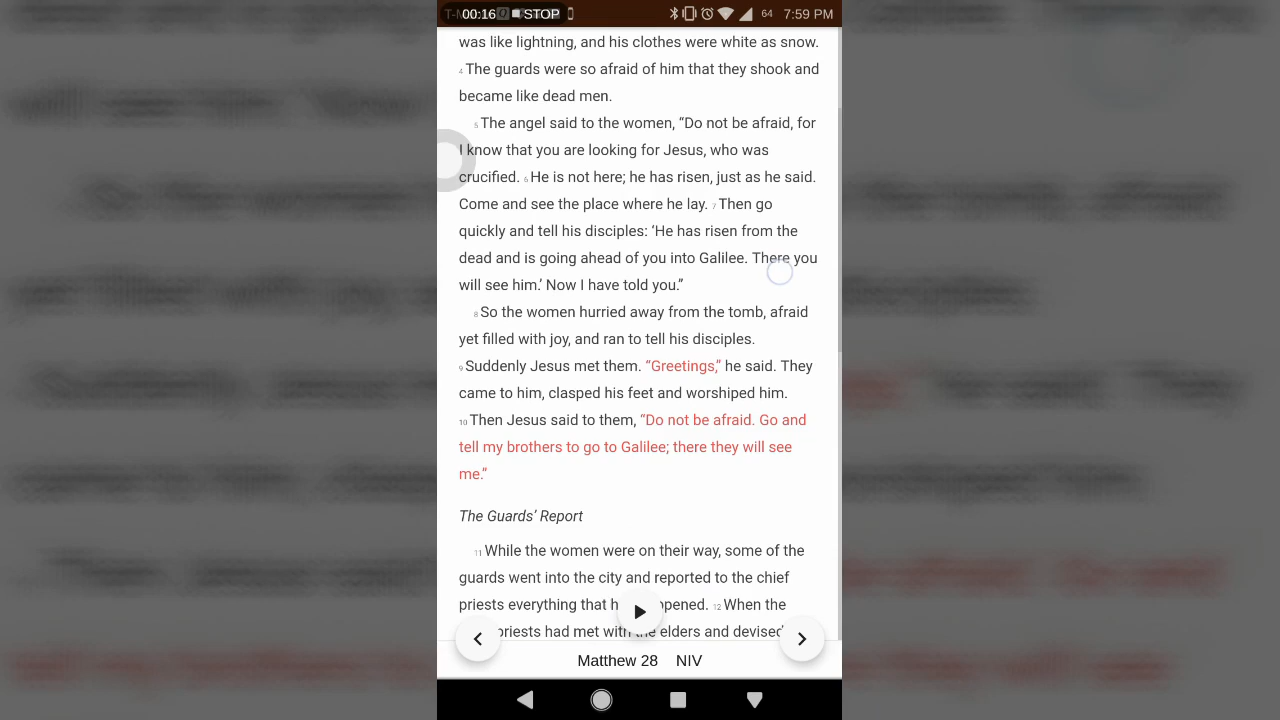 00:16 STOP 64 7:59 PM
was like lightning, and his clothes were white as snow.
4 The guards were so afraid of him that they shook and
became like dead men.
5 The angel said to the women, “Do not be afraid, for
I know that you are looking for Jesus, who was
crucified. 6 He is not here; he has risen, just as he said.
Come and see the place where he lay. 7 Then go
quickly and tell his disciples: ‘He has risen from the
dead and is going ahead of you into Galilee. There you
will see him.’ Now I have told you.”
8 So the women hurried away from the tomb, afraid
yet filled with joy, and ran to tell his disciples.
9 Suddenly Jesus met them. “Greetings,” he said. They
came to him, clasped his feet and worshiped him.
10 Then Jesus said to them, “Do not be afraid. Go and
tell my brothers to go to Galilee; there they will see
me.”
The Guards’ Report
11 While the women were on their way, some of the
guards went into the city and reported to the chief
priests everything that 12 When the
had met with the elders and devised
Matthew 28 NIV